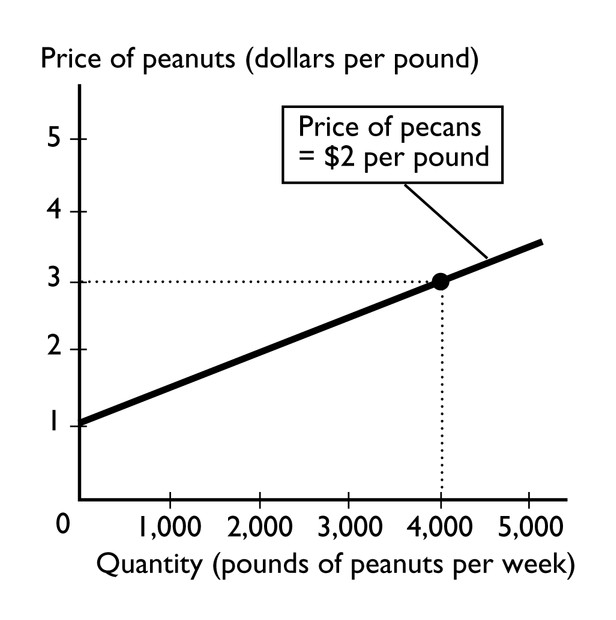 Price of peanuts (dollars per pound)
Price of pecans
= $2 per pound
5
4
3
2
1
0
1,000
2,000
3,000
4,000
5,000
Quantity (pounds of peanuts per week)